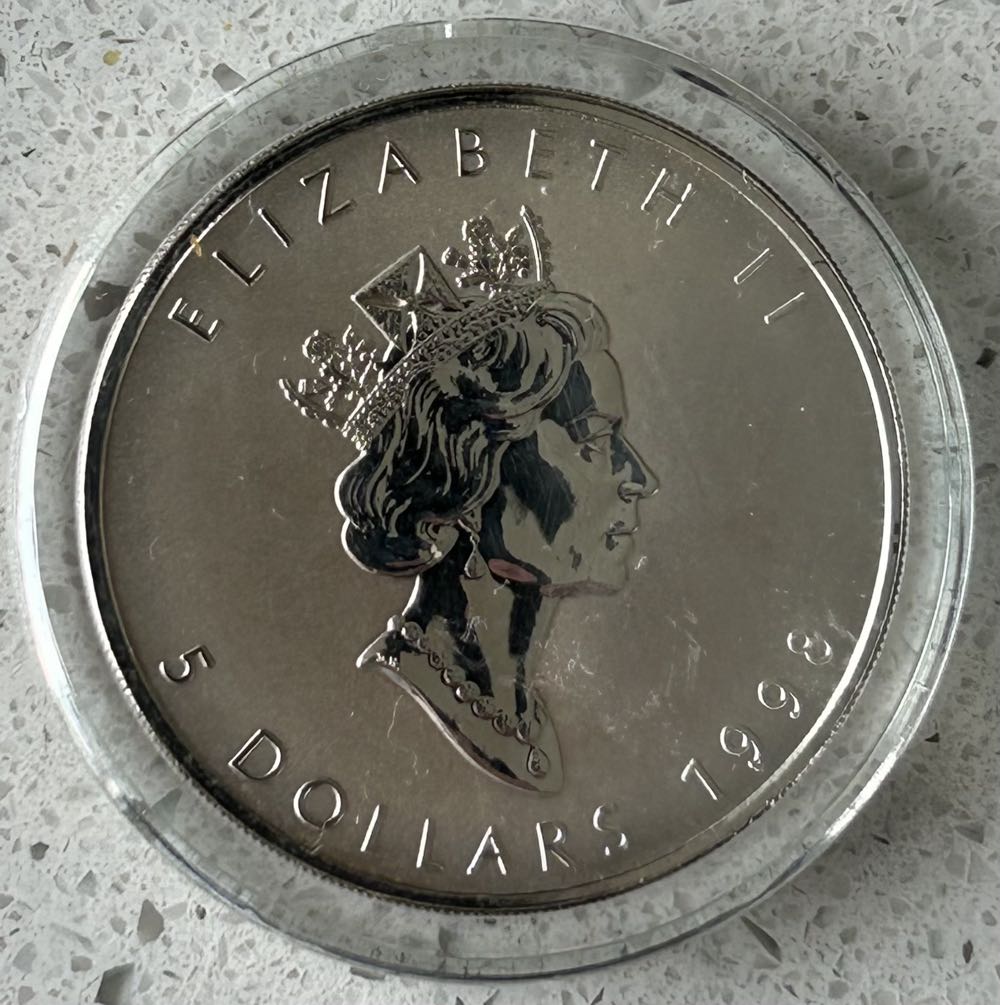 ELIZABETH II
5 DOLLARS 1998